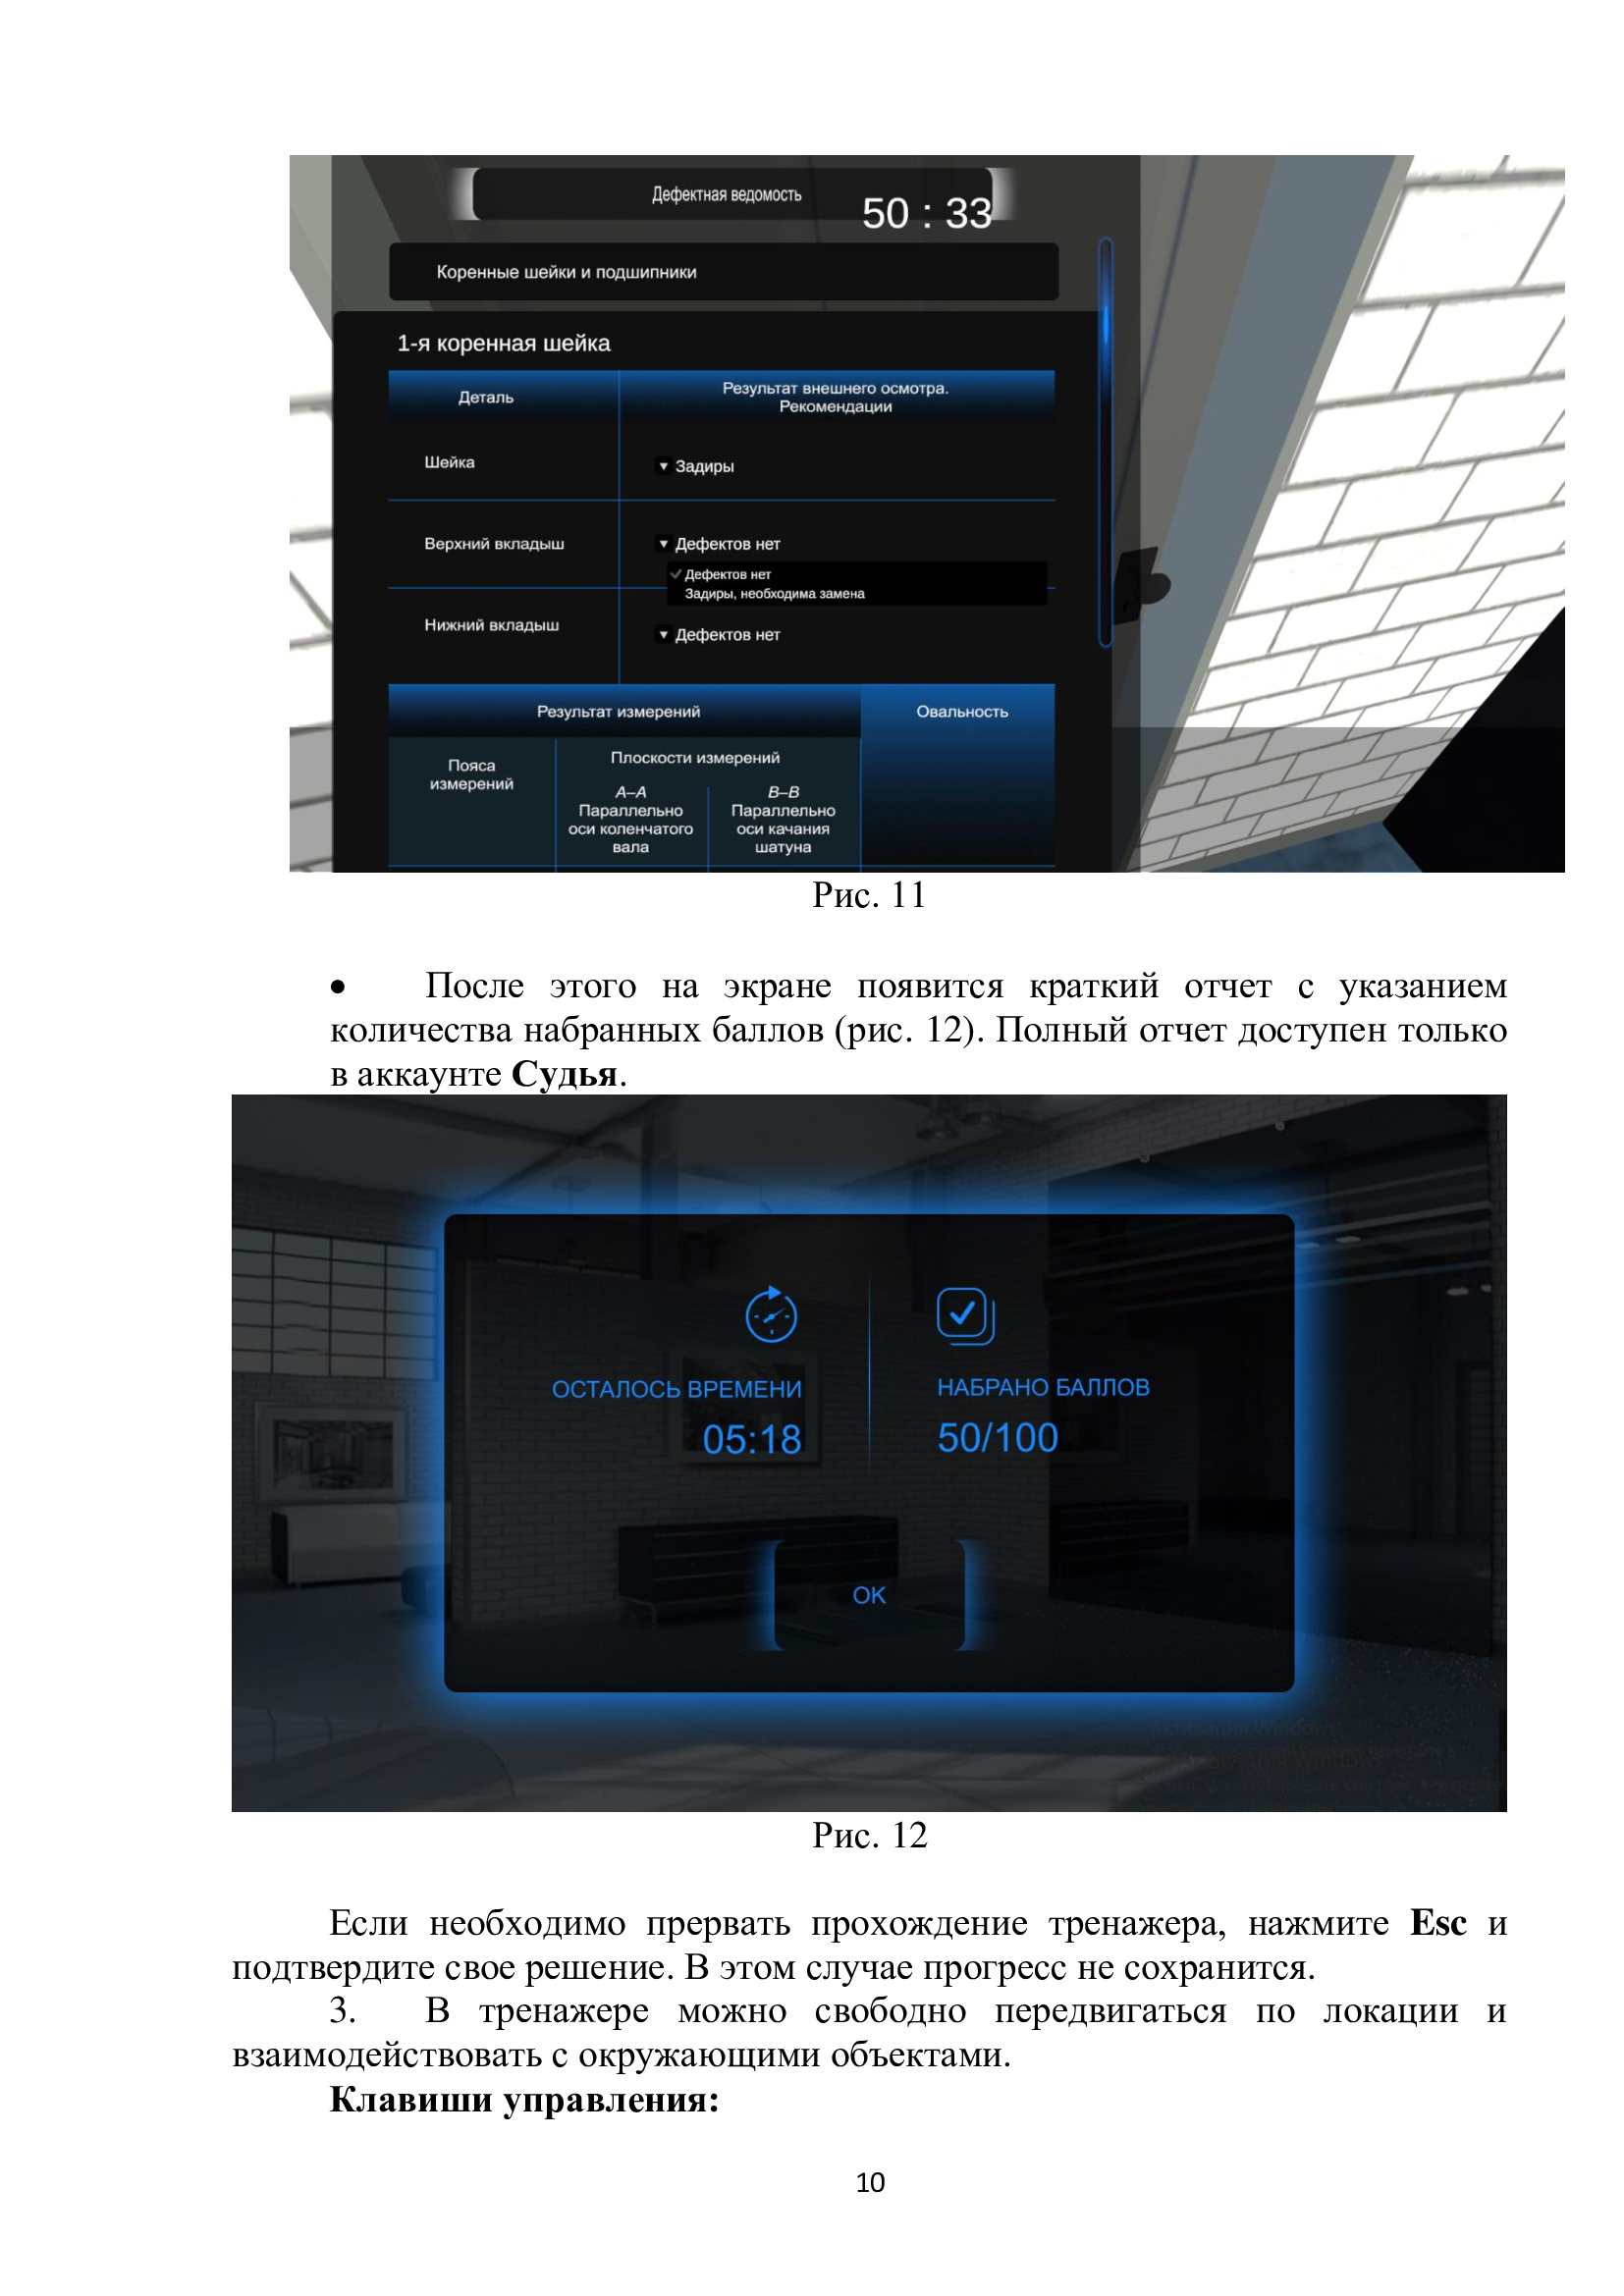 Дефектная ведомость
50 : 33
Коренные шейки и подшипники
1-я коренная шейка
Деталь
Результат внешнего осмотра.
Рекомендации
Шейка
Задиры
Верхний вкладыш
Дефектов нет
Дефектов нет
Задиры, необходима замена
Нижний вкладыш
Дефектов нет
Результат измерений
Овальность
Пояса
измерений
Плоскости измерений
А–А
Параллельно
оси коленчатого
вала
В–В
Параллельно
оси качания
шатуна
Рис. 11
• После этого на экране появится краткий отчет с указанием
количества набранных баллов (рис. 12). Полный отчет доступен только
в аккаунте Судья.
ОСТАЛОСЬ ВРЕМЕНИ
05:18
НАБРАНО БАЛЛОВ
50/100
ОК
Рис. 12
Если необходимо прервать прохождение тренажера, нажмите Esc и
подтвердите свое решение. В этом случае прогресс не сохранится.
3. В тренажере можно свободно передвигаться по локации и
взаимодействовать с окружающими объектами.
Клавиши управления:
10